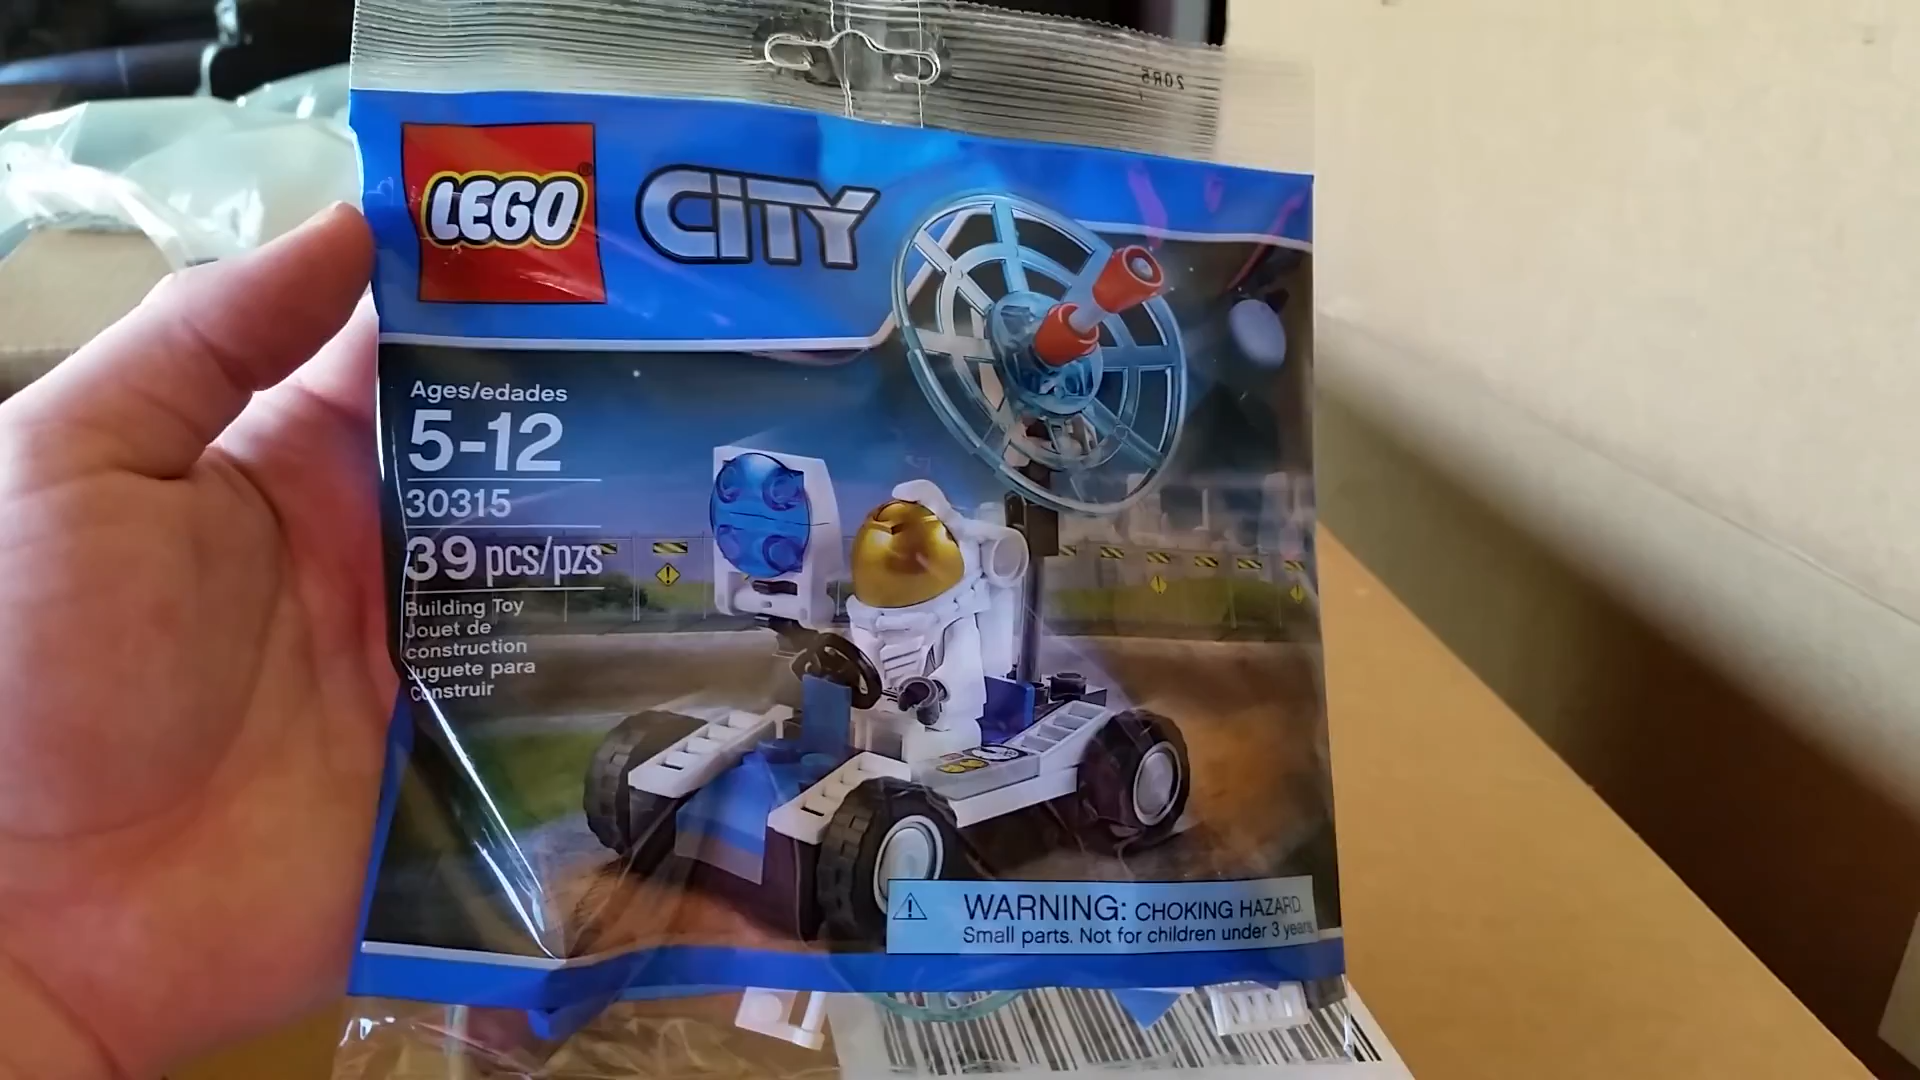 20R5
LEGO®
CITY
Ages/edades
5-12
30315
39 pcs/pzs
Building Toy
Jouet de
construction
Juguete para
Construir
WARNING: CHOKING HAZARD.
Small parts. Not for children under 3 years